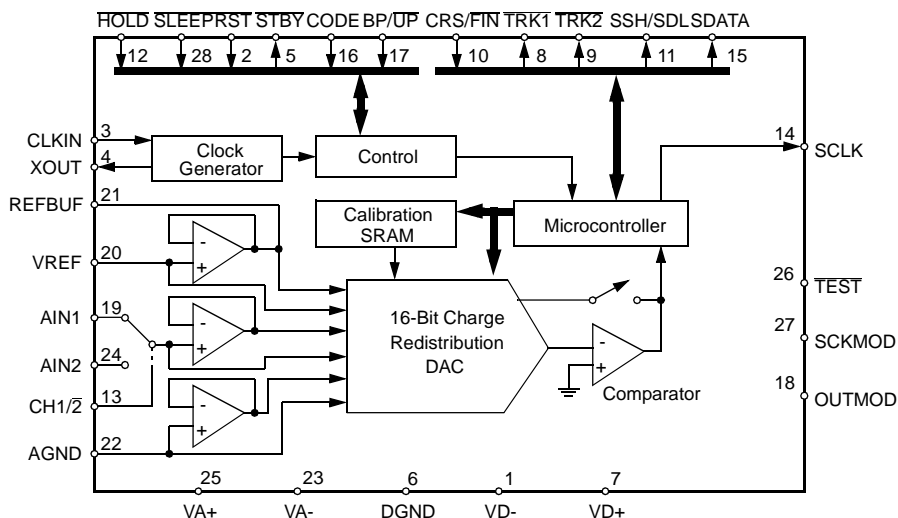 HOLD SLEEP RST STBY CODE BP/UP CRS/FIN TRK1 TRK2 SSH/SDL SDATA
12 28 2 5 16 17 10 8 9 11 15
CLKIN 3
XOUT 4
Clock
Generator
Control
14 SCLK
REFBUF 21
Calibration
SRAM
Microcontroller
VREF 20
-
+
26 TEST
AIN1 19
-
+
16-Bit Charge
Redistribution
DAC
-
+
Comparator
27 SCKMOD
AIN2 24
CH1/2 13
-
+
18 OUTMOD
AGND 22
25 23 6 1 7
VA+ VA- DGND VD- VD+